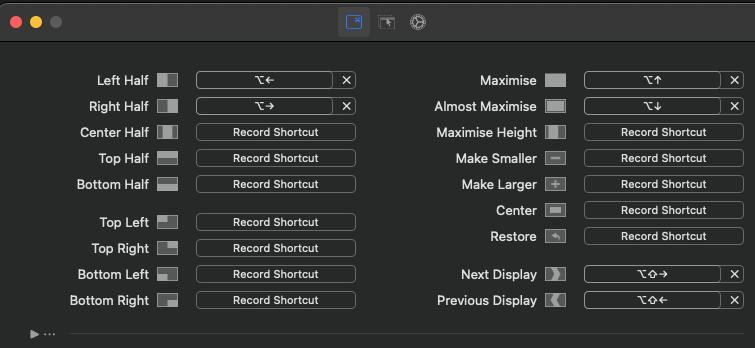 Left Half ⌥← ✕
Right Half ⌥→ ✕
Center Half Record Shortcut
Top Half Record Shortcut
Bottom Half Record Shortcut
Top Left Record Shortcut
Top Right Record Shortcut
Bottom Left Record Shortcut
Bottom Right Record Shortcut
Maximise ⌥↑ ✕
Almost Maximise ⌥↓ ✕
Maximise Height Record Shortcut
Make Smaller Record Shortcut
Make Larger Record Shortcut
Center Record Shortcut
Restore Record Shortcut
Next Display ⌥⇧→ ✕
Previous Display ⌥⇧← ✕
▶ ...